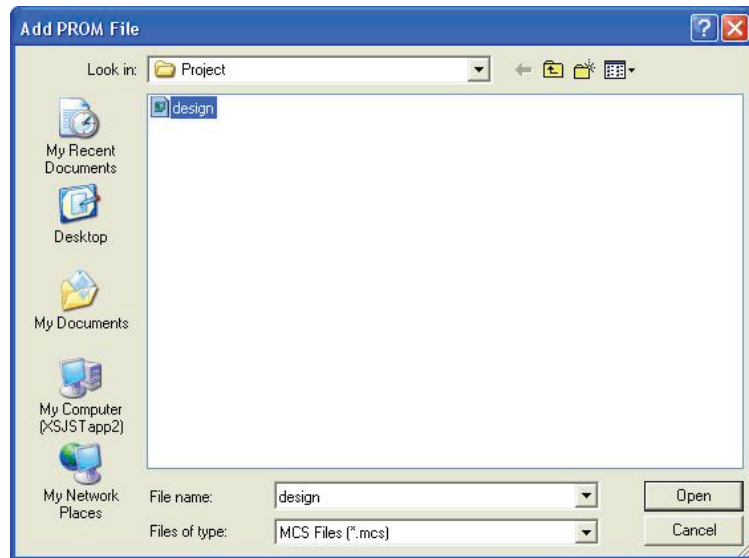 Add PROM File
Look in: Project
design
My Recent
Documents
Desktop
My Documents
My Computer
(XSJSTapp2)
My Network
Places
File name: design Open
Files of type: MCS Files (*.mcs) Cancel